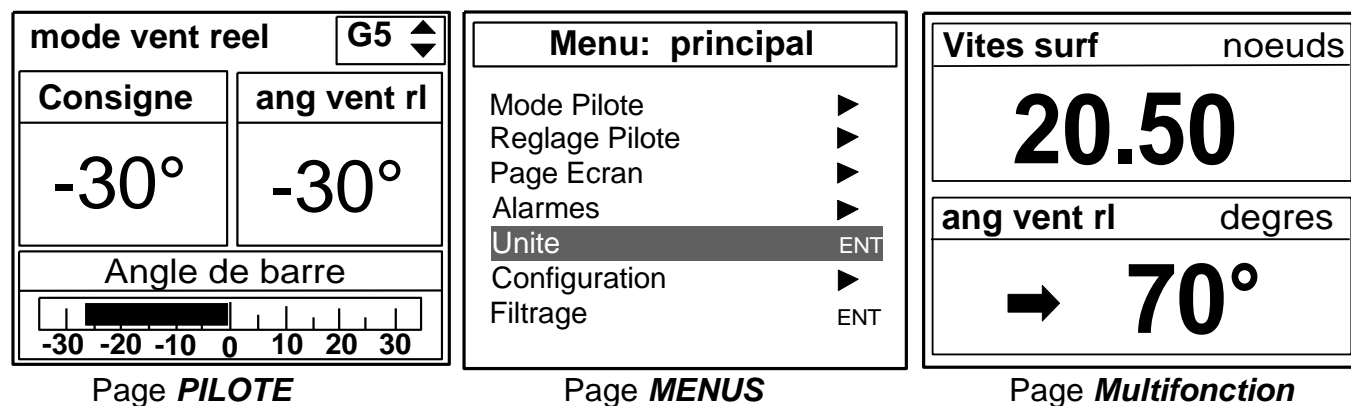 mode vent reel G5
Consigne ang vent rl
-30° -30°
Angle de barre
-30 -20 -10 0 10 20 30
Page PILOTE
Menu: principal
Mode Pilote
Reglage Pilote
Page Ecran
Alarmes
Unite ENT
Configuration
Filtrage ENT
Page MENUS
Vites surf noeuds
20.50
ang vent rl degres
70°
Page Multifonction